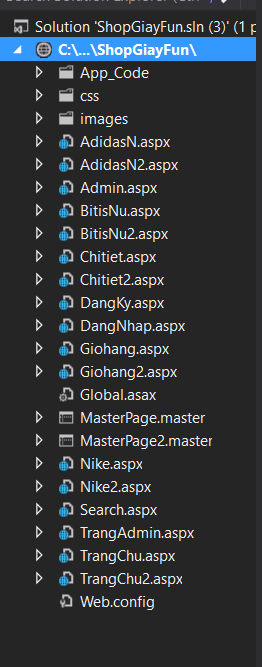 Solution 'ShopGiayFun.sln (3)' (1 p
C:\...\ShopGiayFun\
App_Code
css
images
AdidasN.aspx
AdidasN2.aspx
Admin.aspx
BitisNu.aspx
BitisNu2.aspx
Chitiet.aspx
Chitiet2.aspx
DangKy.aspx
DangNhap.aspx
Giohang.aspx
Giohang2.aspx
Global.asax
MasterPage.master
MasterPage2.master
Nike.aspx
Nike2.aspx
Search.aspx
TrangAdmin.aspx
TrangChu.aspx
TrangChu2.aspx
Web.config